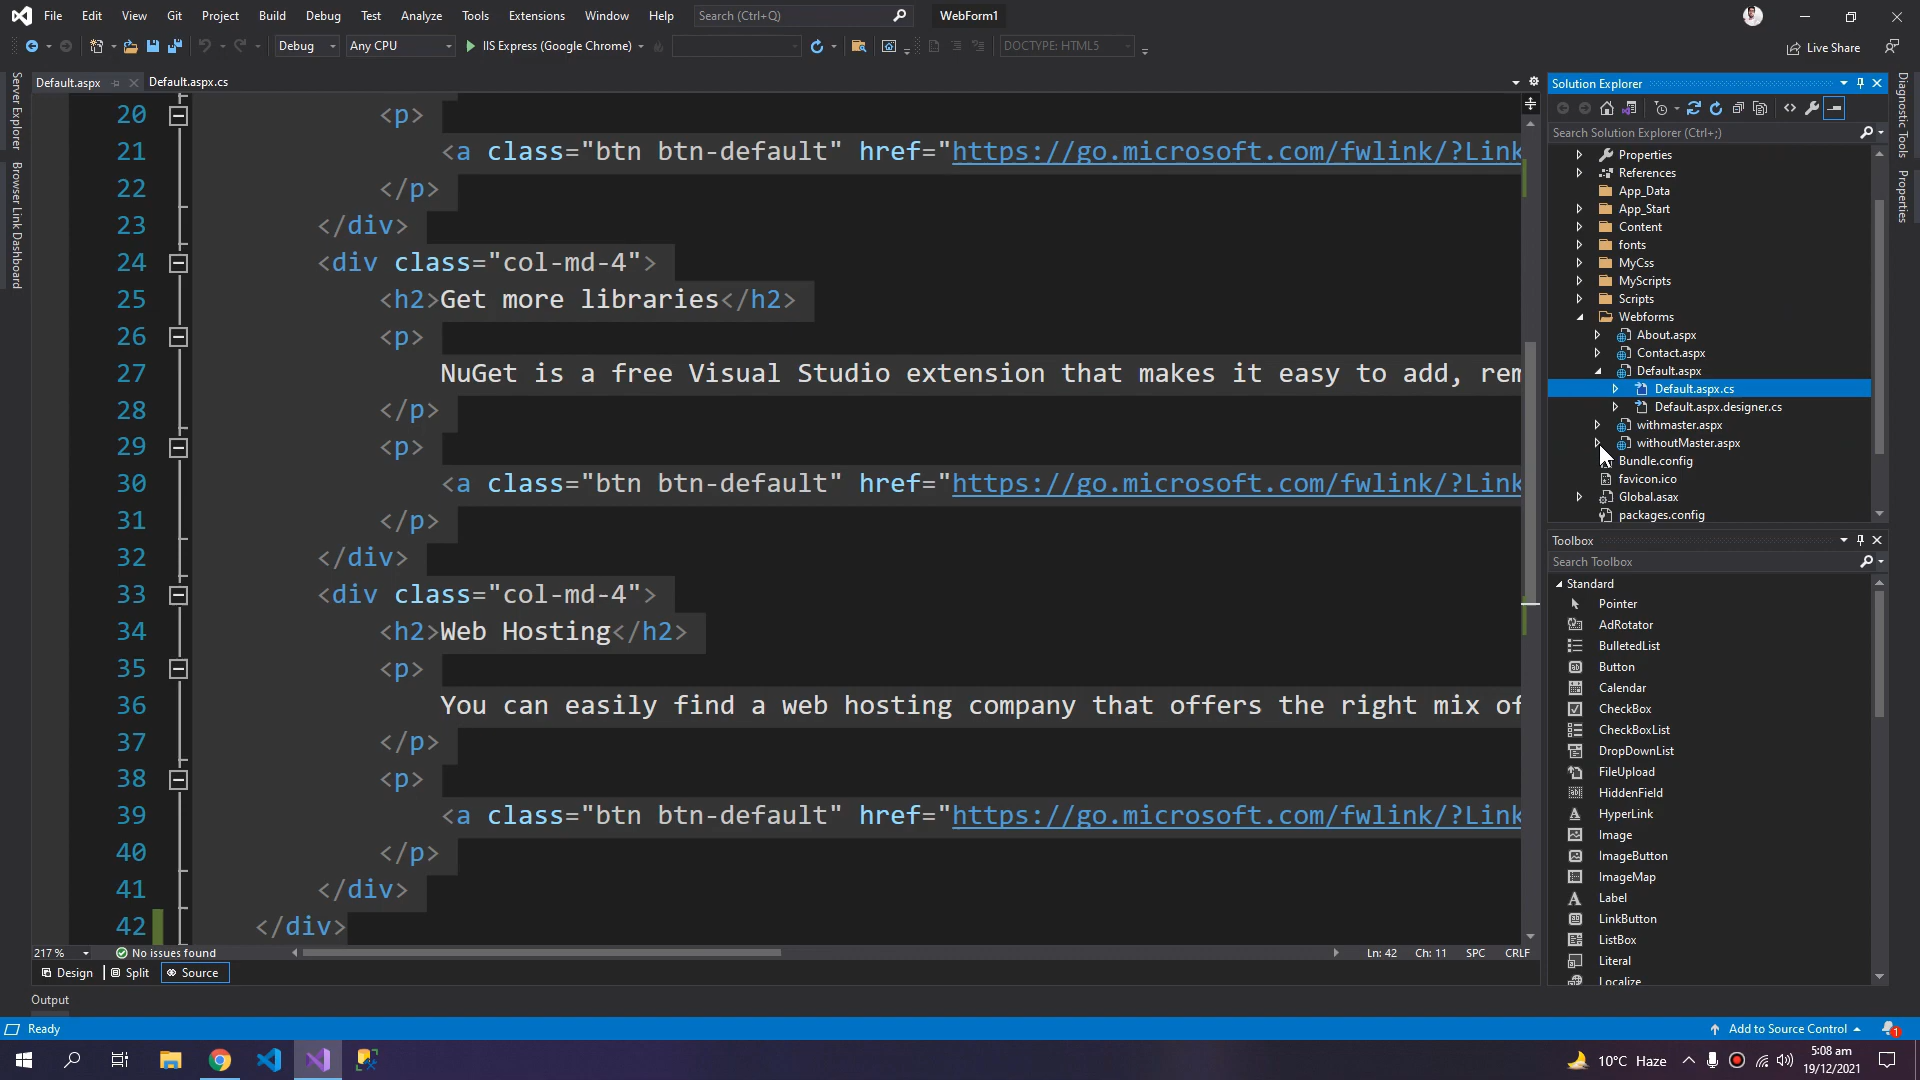 File Edit View Git Project Build Debug Test Analyze Tools Extensions Window Help Search (Ctrl+Q) WebForm1
Debug Any CPU IIS Express (Google Chrome) DOCTYPE: HTML5 Live Share
Default.aspx Default.aspx.cs
Server Explorer
Browser Link Dashboard
20 <p>
21 <a class="btn btn-default" href="https://go.microsoft.com/fwlink/?Link
22 </p>
23 </div>
24 <div class="col-md-4">
25 <h2>Get more libraries</h2>
26 <p>
27 NuGet is a free Visual Studio extension that makes it easy to add, rem
28 </p>
29 <p>
30 <a class="btn btn-default" href="https://go.microsoft.com/fwlink/?Link
31 </p>
32 </div>
33 <div class="col-md-4">
34 <h2>Web Hosting</h2>
35 <p>
36 You can easily find a web hosting company that offers the right mix of
37 </p>
38 <p>
39 <a class="btn btn-default" href="https://go.microsoft.com/fwlink/?Link
40 </p>
41 </div>
42 </div>
217 % No issues found Ln: 42 Ch: 11 SPC CRLF
Design Split Source
Output
Solution Explorer
Search Solution Explorer (Ctrl+;)
Properties
References
App_Data
App_Start
Content
fonts
MyCss
MyScripts
Scripts
Webforms
About.aspx
Contact.aspx
Default.aspx
Default.aspx.cs
Default.aspx.designer.cs
withmaster.aspx
withoutMaster.aspx
Bundle.config
favicon.ico
Global.asax
packages.config
Toolbox
Search Toolbox
Standard
Pointer
AdRotator
BulletedList
Button
Calendar
CheckBox
CheckBoxList
DropDownList
FileUpload
HiddenField
HyperLink
Image
ImageButton
ImageMap
Label
LinkButton
ListBox
Literal
Localize
Diagnostic Tools
Properties
Ready Add to Source Control 1
10°C Haze 5:08 am
19/12/2021